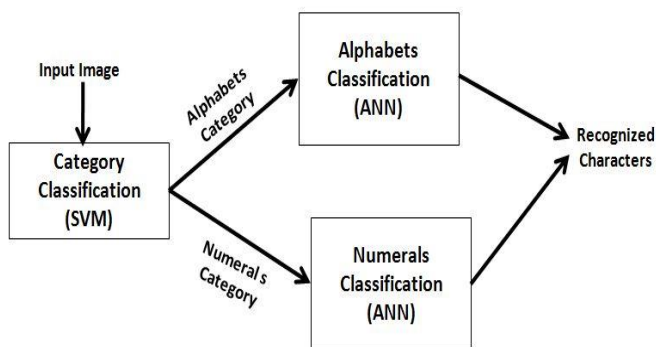 Input Image
Category
Classification
(SVM)
Alphabets
Category
Alphabets
Classification
(ANN)
Numerals
Category
Numerals
Classification
(ANN)
Recognized
Characters